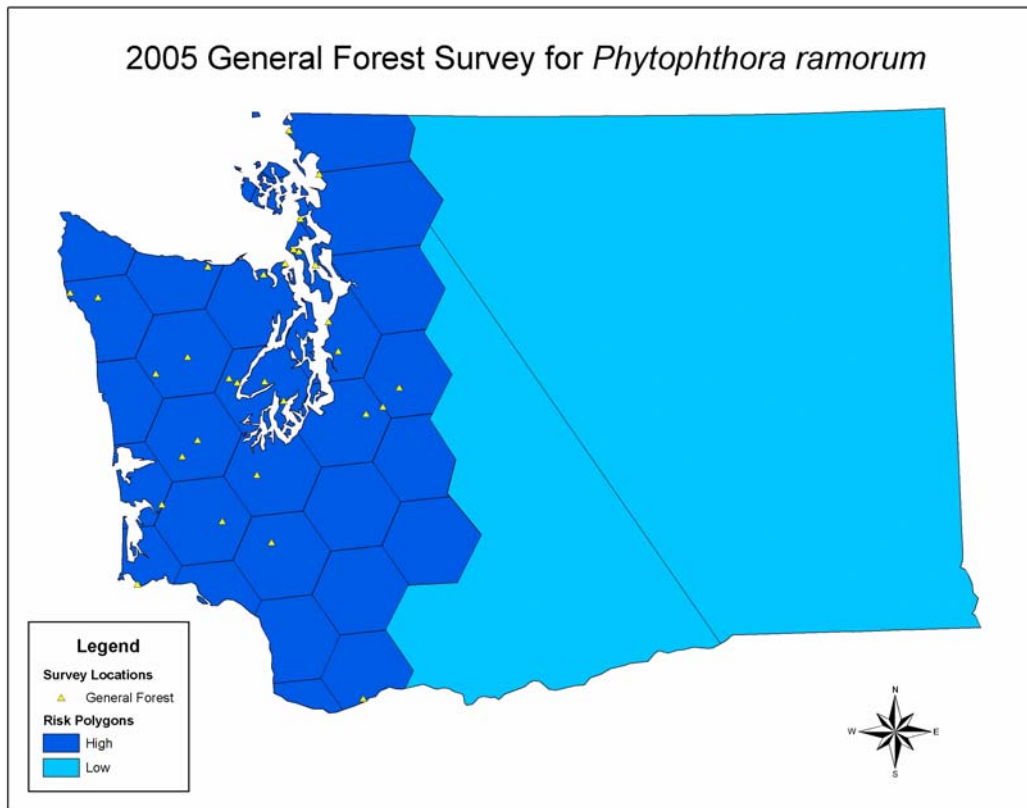 2005 General Forest Survey for Phytophthora ramorum
Legend
Survey Locations
General Forest
Risk Polygons
High
Low
N
W E
S